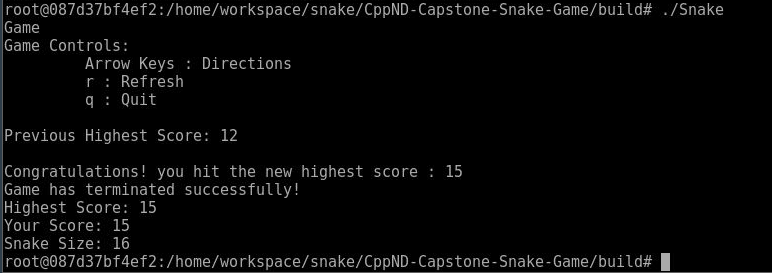 root@087d37bf4ef2:/home/workspace/snake/CppND-Capstone-Snake-Game/build# ./Snake
Game
Game Controls:
Arrow Keys : Directions
r : Refresh
q : Quit
Previous Highest Score: 12
Congratulations! you hit the new highest score : 15
Game has terminated successfully!
Highest Score: 15
Your Score: 15
Snake Size: 16
root@087d37bf4ef2:/home/workspace/snake/CppND-Capstone-Snake-Game/build#